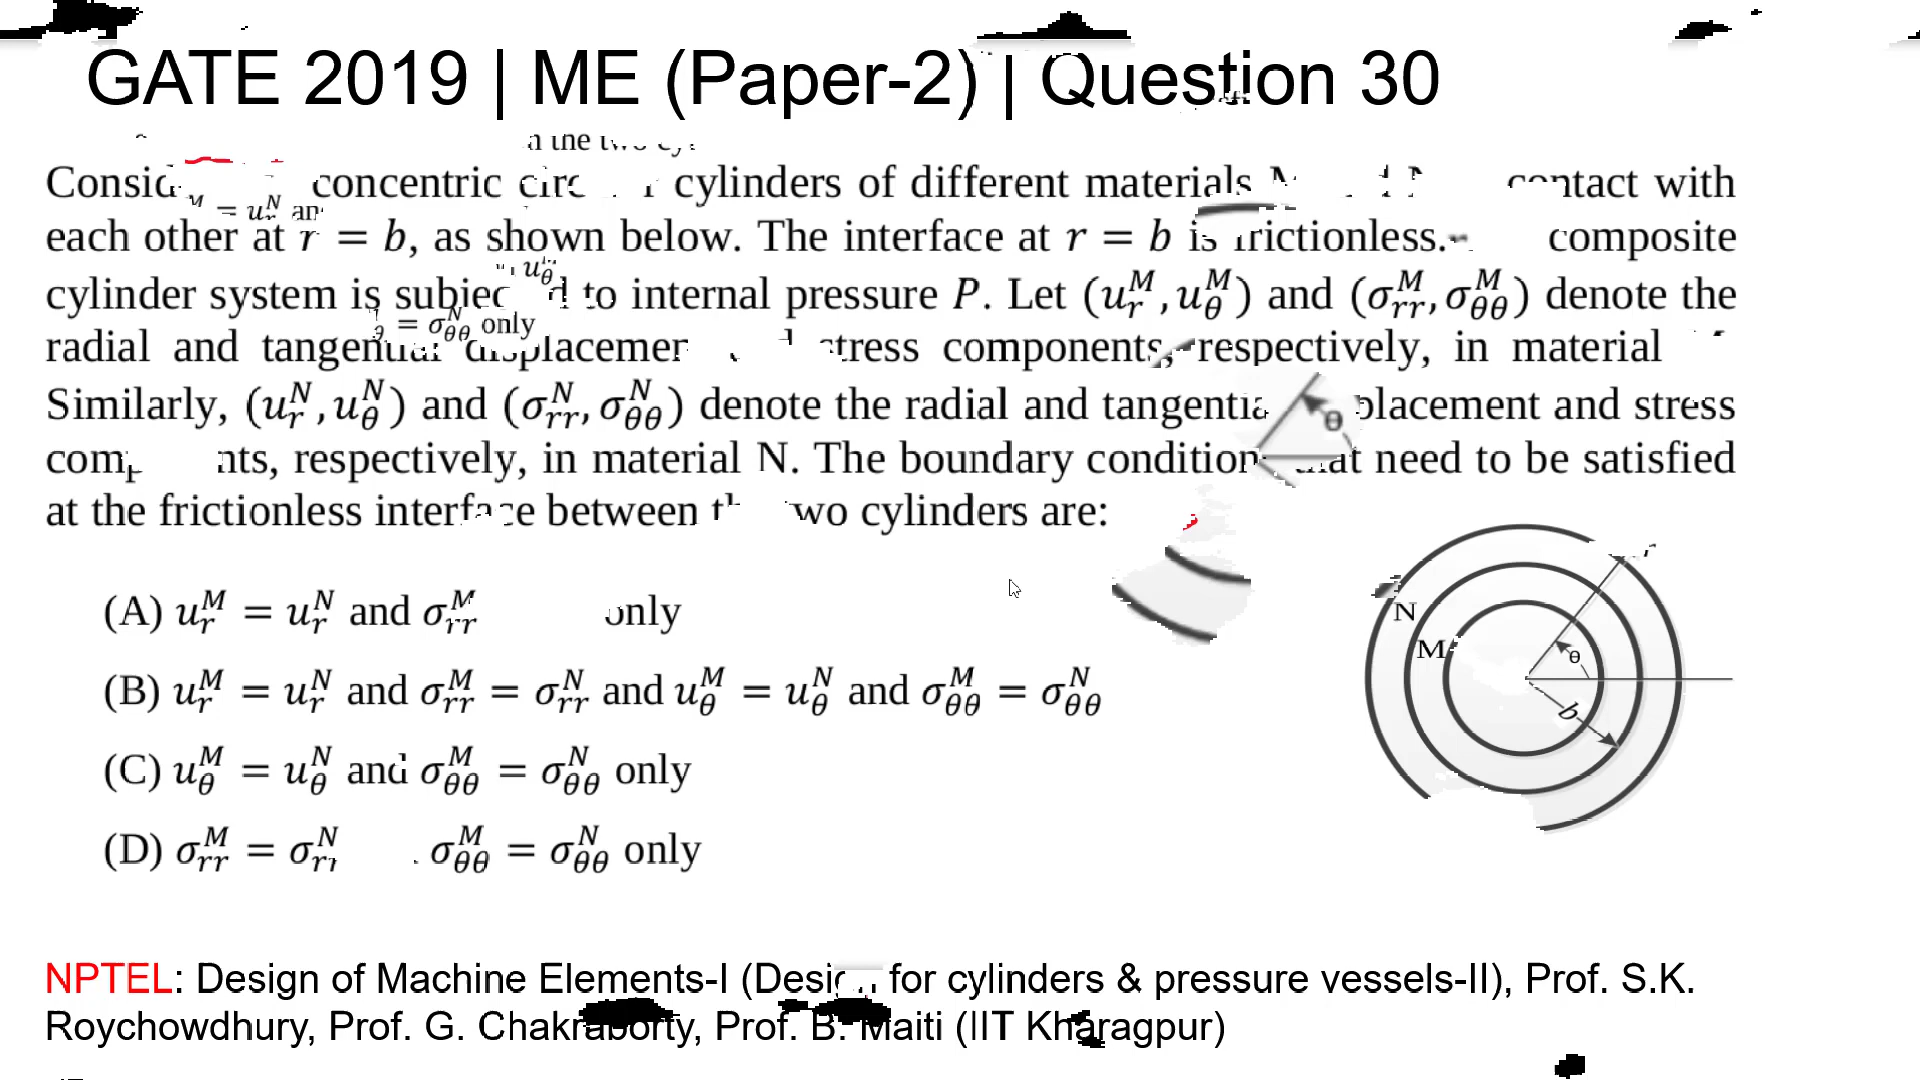 GATE 2019 | ME (Paper-2) | Question 30
concentric cylinders of different materials contact with
each other at r = b, as shown below. The interface at r = b is frictionless. composite
cylinder system is to internal pressure P. Let (u_r^M, u_θ^M) and (σ_rr^M, σ_θθ^M) denote the
radial and tangential displacement stress components, respectively, in material
Similarly, (u_r^N, u_θ^N) and (σ_rr^N, σ_θθ^N) denote the radial and tangential placement and stress
respectively, in material N. The boundary condition that need to be satisfied
at the frictionless interface between two cylinders are:
(A) u_r^M = u_r^N and σ_rr^M only
(B) u_r^M = u_r^N and σ_rr^M = σ_rr^N and u_θ^M = u_θ^N and σ_θθ^M = σ_θθ^N
(C) u_θ^M = u_θ^N and σ_θθ^M = σ_θθ^N only
(D) σ_rr^M = σ_rr^N σ_θθ^M = σ_θθ^N only
θ
r
N
M
θ
b
NPTEL: Design of Machine Elements-I (Design for cylinders & pressure vessels-II), Prof. S.K.
Roychowdhury, Prof. G. Chakraborty, Prof. B. Maiti (IIT Kharagpur)